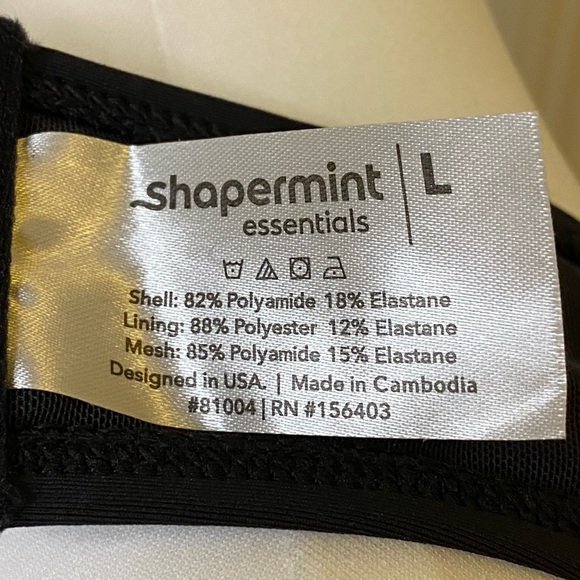 shapermint
essentials
L
Shell: 82% Polyamide 18% Elastane
Lining: 88% Polyester 12% Elastane
Mesh: 85% Polyamide 15% Elastane
Designed in USA. | Made in Cambodia
#81004 | RN #156403